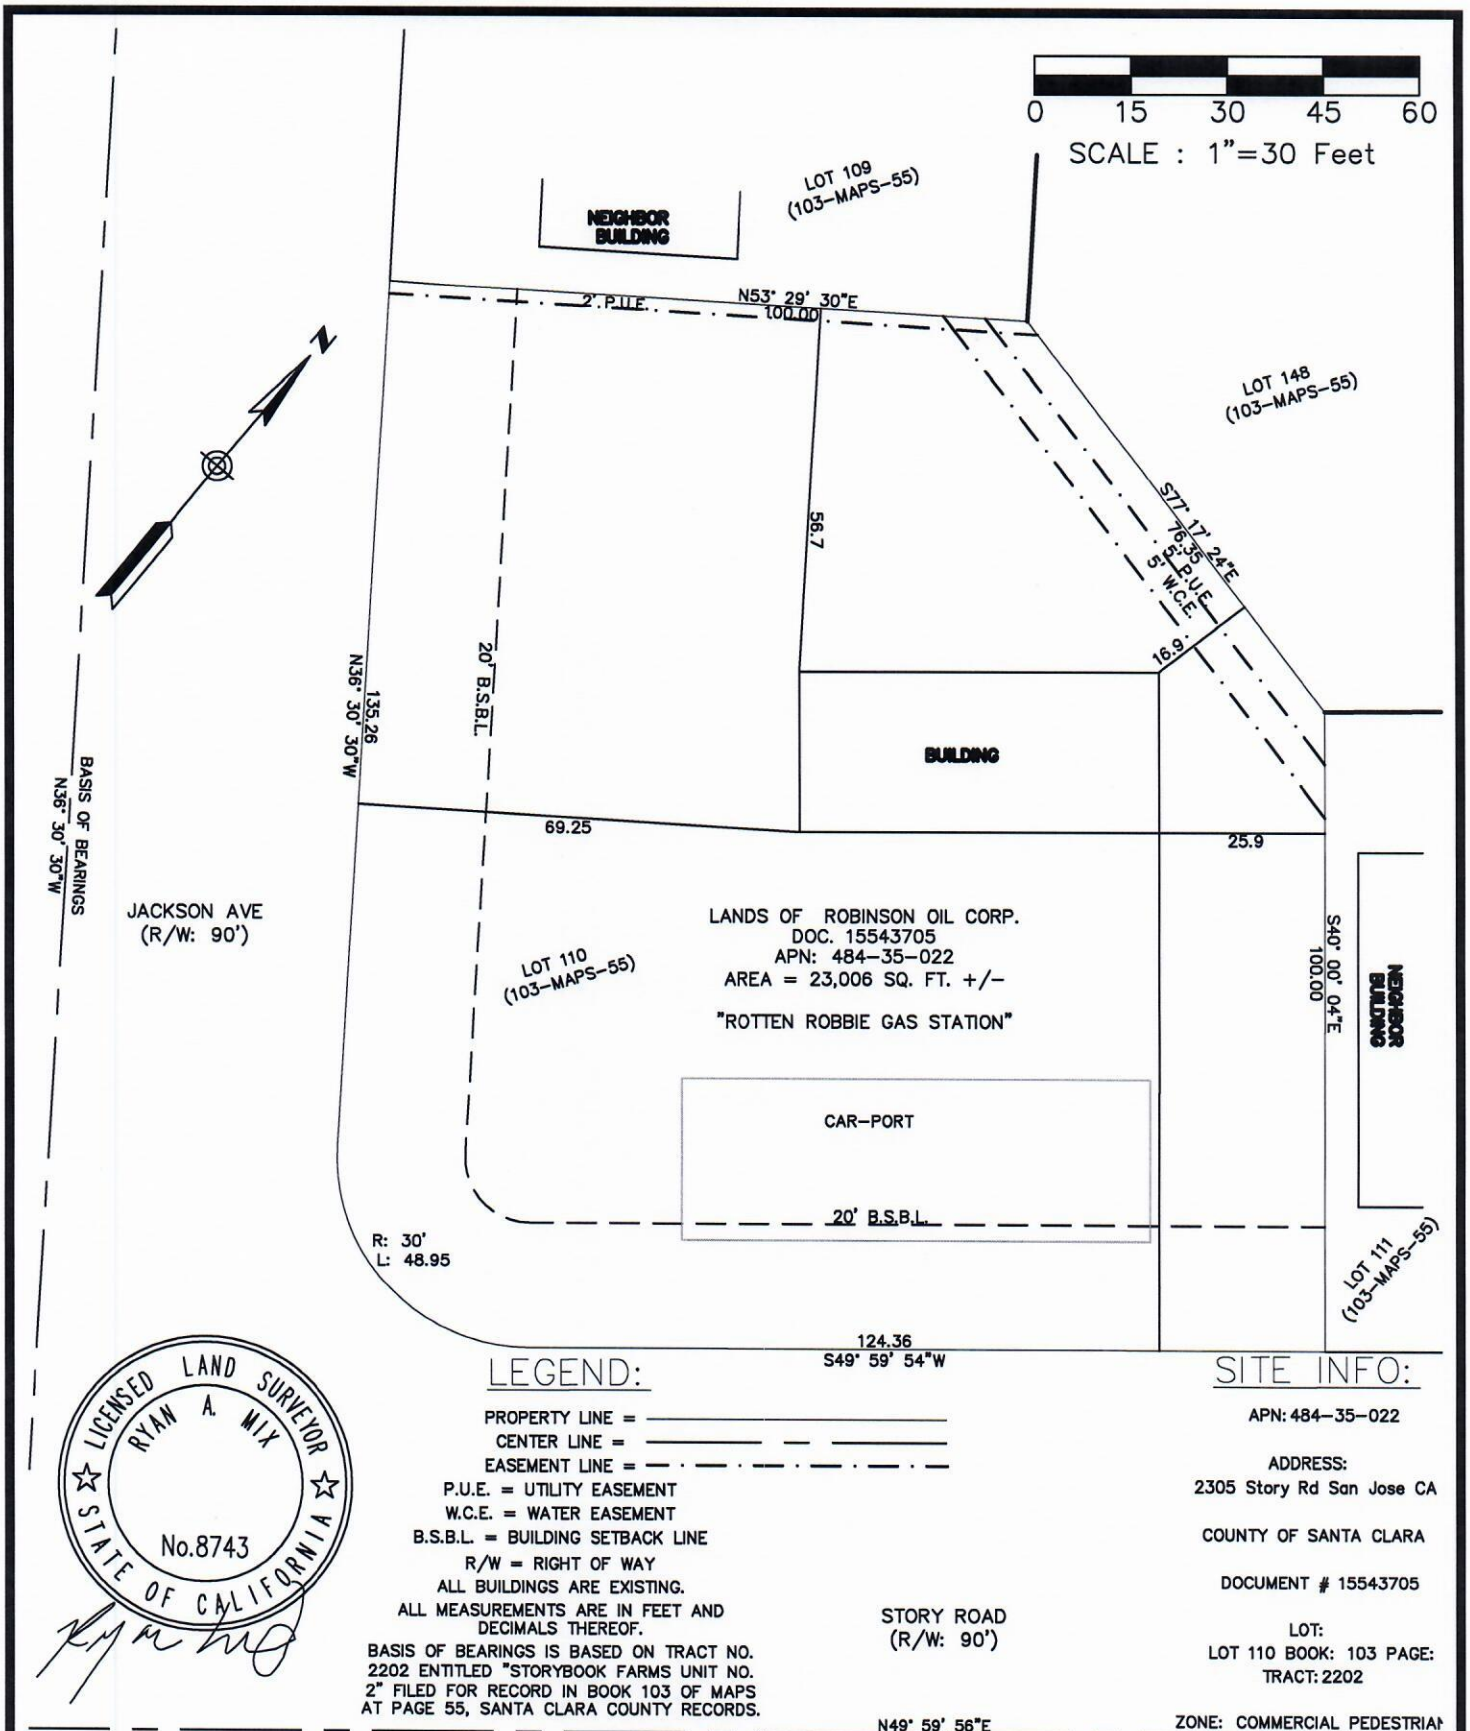 0 15 30 45 60
SCALE : 1"=30 Feet
LOT 109
(103-MAPS-55)
NEIGHBOR
BUILDING
2' P.U.E.
N53° 29' 30"E
100.00
N
LOT 148
(103-MAPS-55)
56.7
S77° 17' 24"E
76.35
5' P.U.E.
5' W.C.E.
16.9
20' B.S.B.L.
135.26
N36° 30' 30"W
BASIS OF BEARINGS
N36° 30' 30"W
BUILDING
69.25
25.9
JACKSON AVE
(R/W: 90')
LOT 110
(103-MAPS-55)
LANDS OF ROBINSON OIL CORP.
DOC. 15543705
APN: 484-35-022
AREA = 23,006 SQ. FT. +/-
"ROTTEN ROBBIE GAS STATION"
S40° 00' 04"E
100.00
NEIGHBOR
BUILDING
CAR-PORT
20' B.S.B.L.
R: 30'
L: 48.95
LOT 111
(103-MAPS-55)
124.36
S49° 59' 54"W
LICENSED LAND SURVEYOR
RYAN A. MIX
No.8743
STATE OF CALIFORNIA
LEGEND:
PROPERTY LINE =
CENTER LINE =
EASEMENT LINE =
P.U.E. = UTILITY EASEMENT
W.C.E. = WATER EASEMENT
B.S.B.L. = BUILDING SETBACK LINE
R/W = RIGHT OF WAY
ALL BUILDINGS ARE EXISTING.
ALL MEASUREMENTS ARE IN FEET AND
DECIMALS THEREOF.
BASIS OF BEARINGS IS BASED ON TRACT NO.
2202 ENTITLED "STORYBOOK FARMS UNIT NO.
2" FILED FOR RECORD IN BOOK 103 OF MAPS
AT PAGE 55, SANTA CLARA COUNTY RECORDS.
STORY ROAD
(R/W: 90')
N49° 59' 56"E
SITE INFO:
APN: 484-35-022
ADDRESS:
2305 Story Rd San Jose CA
COUNTY OF SANTA CLARA
DOCUMENT # 15543705
LOT:
LOT 110 BOOK: 103 PAGE:
TRACT: 2202
ZONE: COMMERCIAL PEDESTRIAN